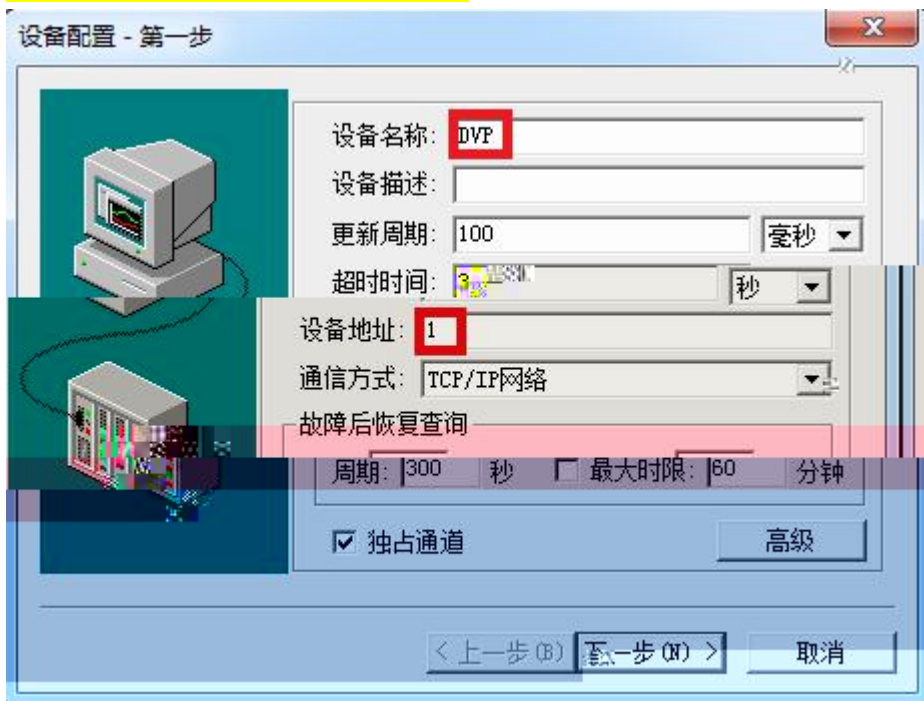 设备配置 - 第一步
设备名称: DVP
设备描述:
更新周期: 100 毫秒
超时时间: 3 秒
设备地址: 1
通信方式: TCP/IP网络
故障后恢复查询
周期: 300 秒 最大时限: 60 分钟
独占通道 高级
< 上一步(B) 一步(N) > 取消